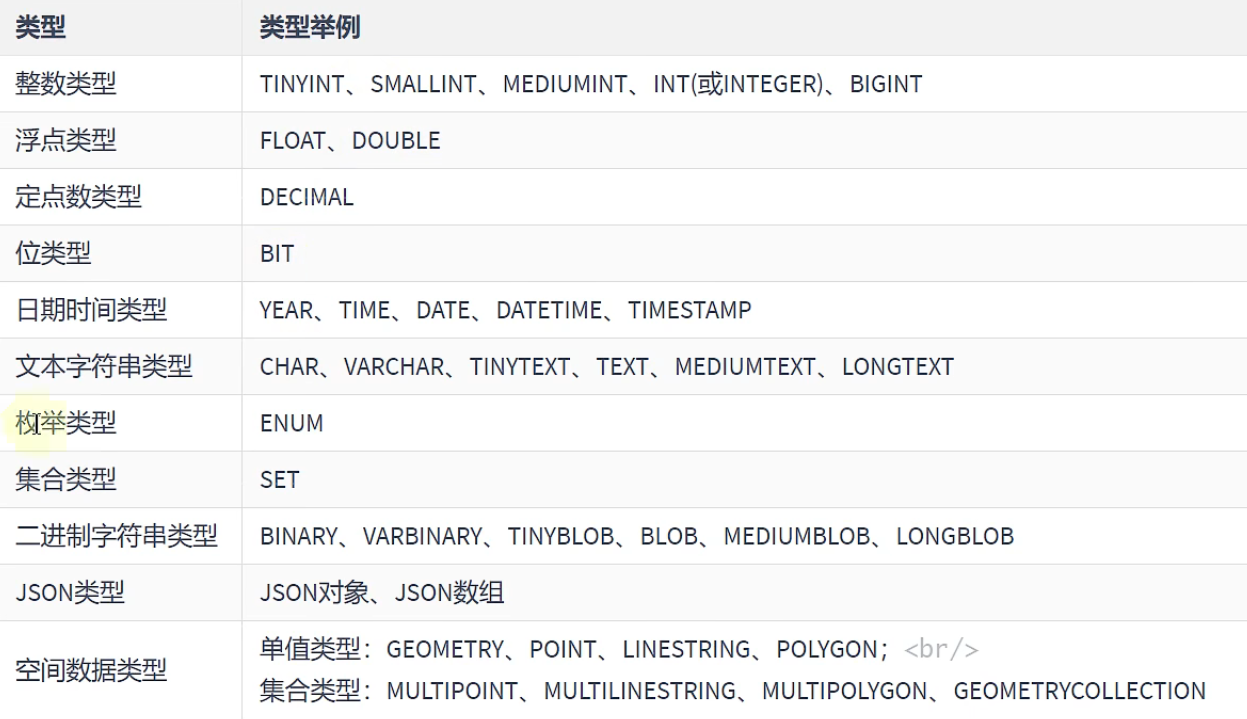 类型 类型举例
整数类型 TINYINT、SMALLINT、MEDIUMINT、INT(或INTEGER)、BIGINT
浮点类型 FLOAT、DOUBLE
定点数类型 DECIMAL
位类型 BIT
日期时间类型 YEAR、TIME、DATE、DATETIME、TIMESTAMP
文本字符串类型 CHAR、VARCHAR、TINYTEXT、TEXT、MEDIUMTEXT、LONGTEXT
枚举类型 ENUM
集合类型 SET
二进制字符串类型 BINARY、VARBINARY、TINYBLOB、BLOB、MEDIUMBLOB、LONGBLOB
JSON类型 JSON对象、JSON数组
空间数据类型
单值类型：GEOMETRY、POINT、LINESTRING、POLYGON；<br/>
集合类型：MULTIPOINT、MULTILINESTRING、MULTIPOLYGON、GEOMETRYCOLLECTION